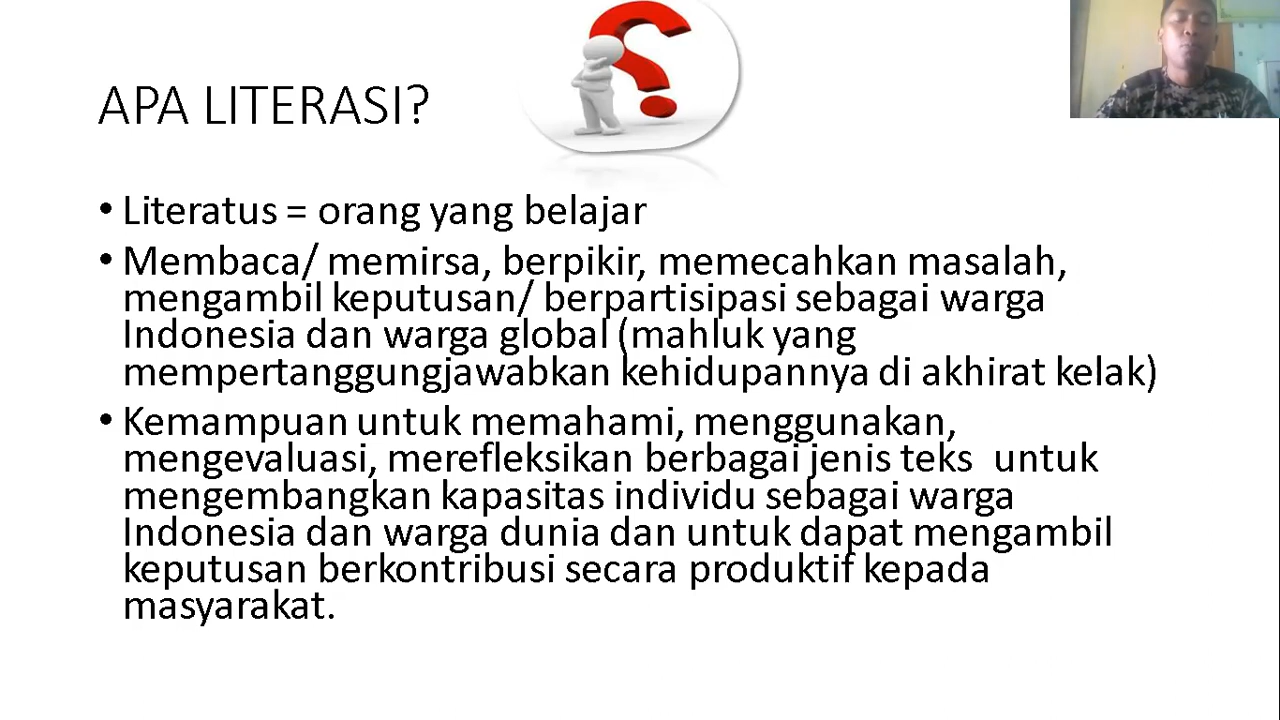 APA LITERASI?
• Literatus = orang yang belajar
• Membaca/ memirsa, berpikir, memecahkan masalah,
mengambil keputusan/ berpartisipasi sebagai warga
Indonesia dan warga global (mahluk yang
mempertanggungjawabkan kehidupannya di akhirat kelak)
• Kemampuan untuk memahami, menggunakan,
mengevaluasi, merefleksikan berbagai jenis teks  untuk
mengembangkan kapasitas individu sebagai warga
Indonesia dan warga dunia dan untuk dapat mengambil
keputusan berkontribusi secara produktif kepada
masyarakat.